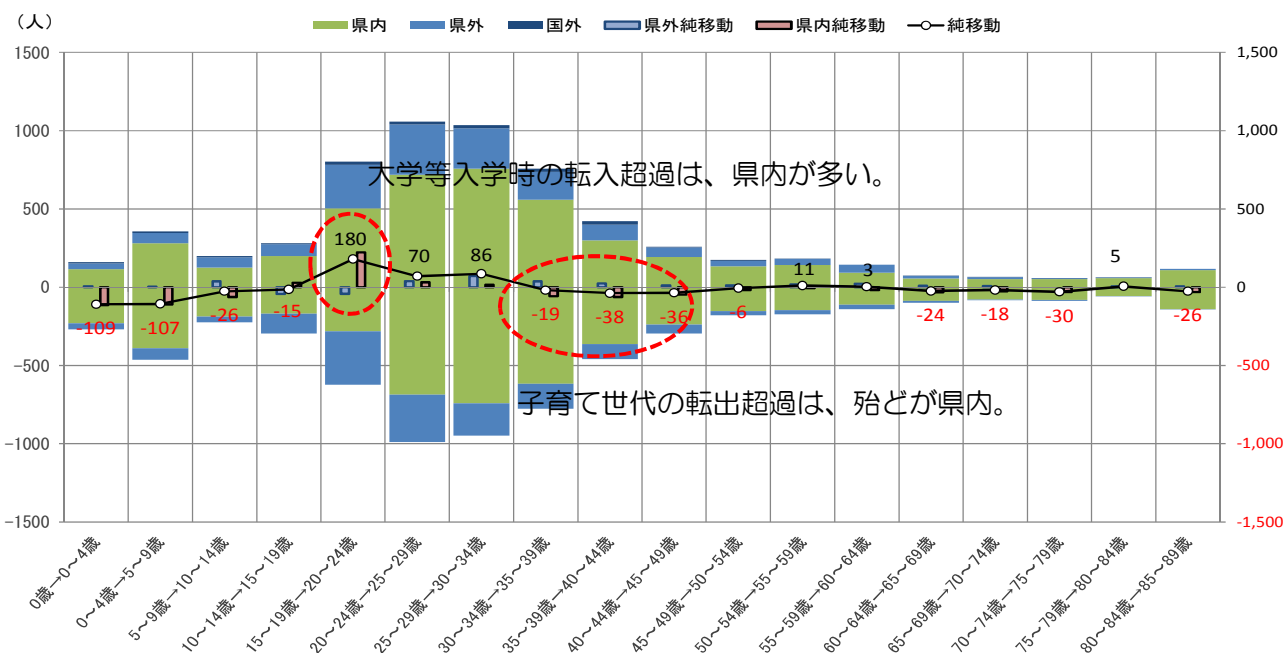 （人）
県内 県外 国外 県外純移動 県内純移動 純移動
1500 1,500
1000 1,000
大学等入学時の転入超過は、県内が多い。
500 500
180 70 86 11 3 5
0 0
-109 -107 -26 -15 -19 -38 -36 -6 -24 -18 -30 -26
-500 -500
子育て世代の転出超過は、殆どが県内。
-1000 -1,000
-1500 -1,500
0歳→0～4歳
0～4歳→5～9歳
5～9歳→10～14歳
10～14歳→15～19歳
15～19歳→20～24歳
20～24歳→25～29歳
25～29歳→30～34歳
30～34歳→35～39歳
35～39歳→40～44歳
40～44歳→45～49歳
45～49歳→50～54歳
50～54歳→55～59歳
55～59歳→60～64歳
60～64歳→65～69歳
65～69歳→70～74歳
70～74歳→75～79歳
75～79歳→80～84歳
80～84歳→85～89歳